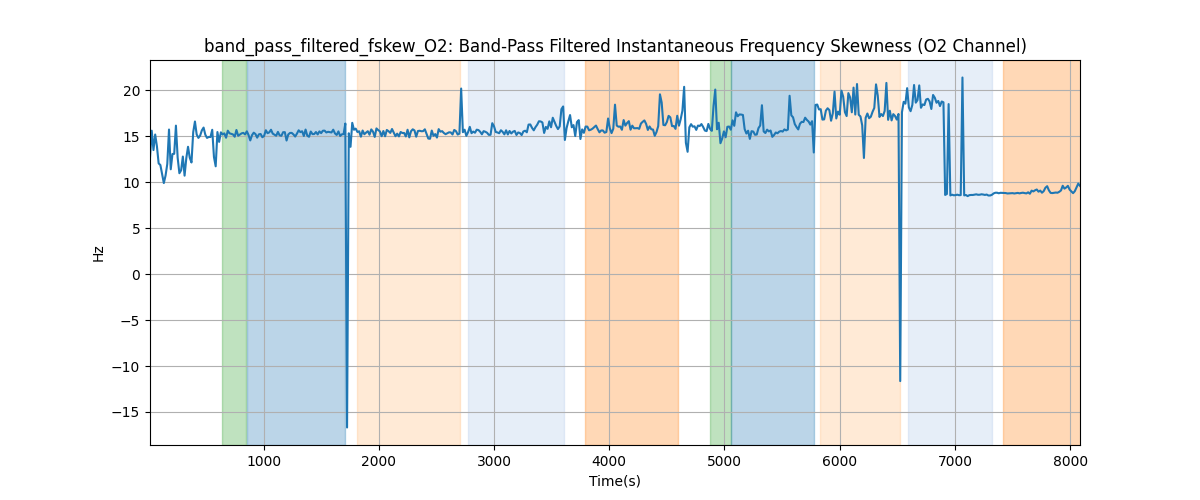 band_pass_filtered_fskew_O2: Band-Pass Filtered Instantaneous Frequency Skewness (O2 Channel)
20
15
10
5
0
−5
−10
−15
Hz
1000 2000 3000 4000 5000 6000 7000 8000
Time(s)